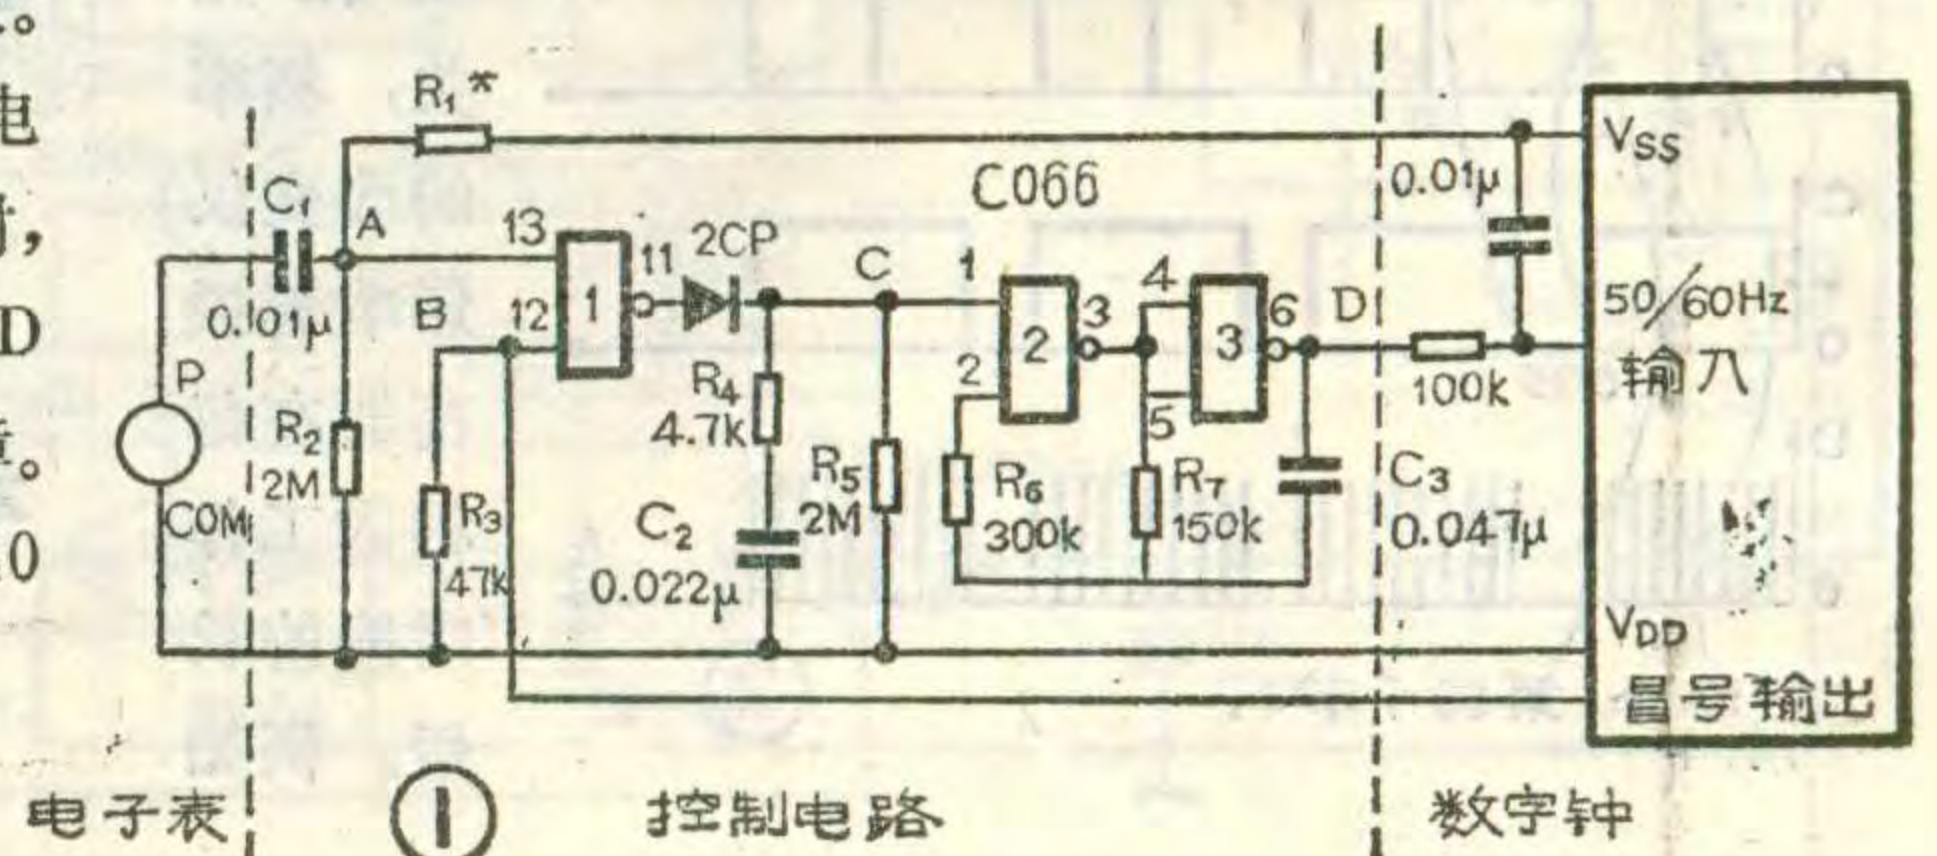 。
电
,
D
。
0
R₁*
C066
VSS
0.01μ
C₁
A
13
11
2CP
C
1
4
3
6
D
50/60Hz
输入
0.01μ
B
12
1
2
3
2
5
100k
P
R₂
2M
R₄
4.7k
R₅
2M
R₆
300k
R₇
150k
C₃
0.047μ
COM
R₃
47k
C₂
0.022μ
VDD
昌号输出
电子表
①
控制电路
数字钟